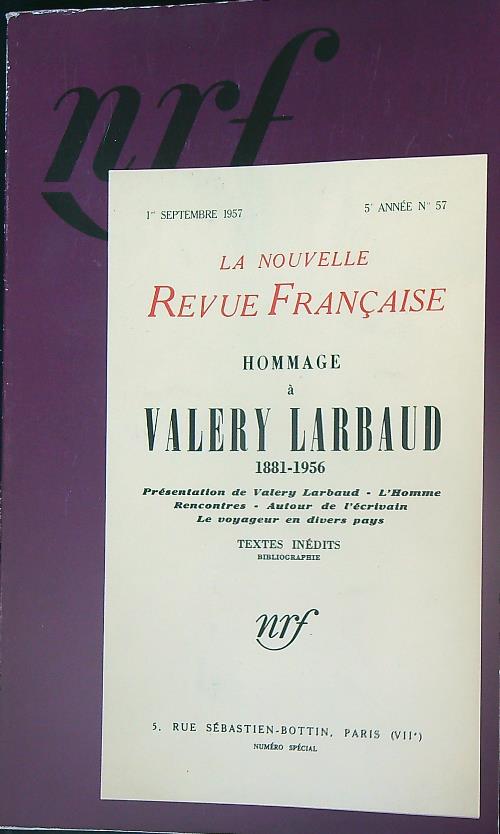 nrf
1er SEPTEMBRE 1957 5e ANNÉE No 57
LA NOUVELLE
REVUE FRANÇAISE
HOMMAGE
à
VALERY LARBAUD
1881-1956
Présentation de Valery Larbaud - L'Homme
Rencontres - Autour de l'écrivain
Le voyageur en divers pays
TEXTES INÉDITS
BIBLIOGRAPHIE
nrf
5, RUE SÉBASTIEN-BOTTIN, PARIS (VIIe)
NUMÉRO SPÉCIAL